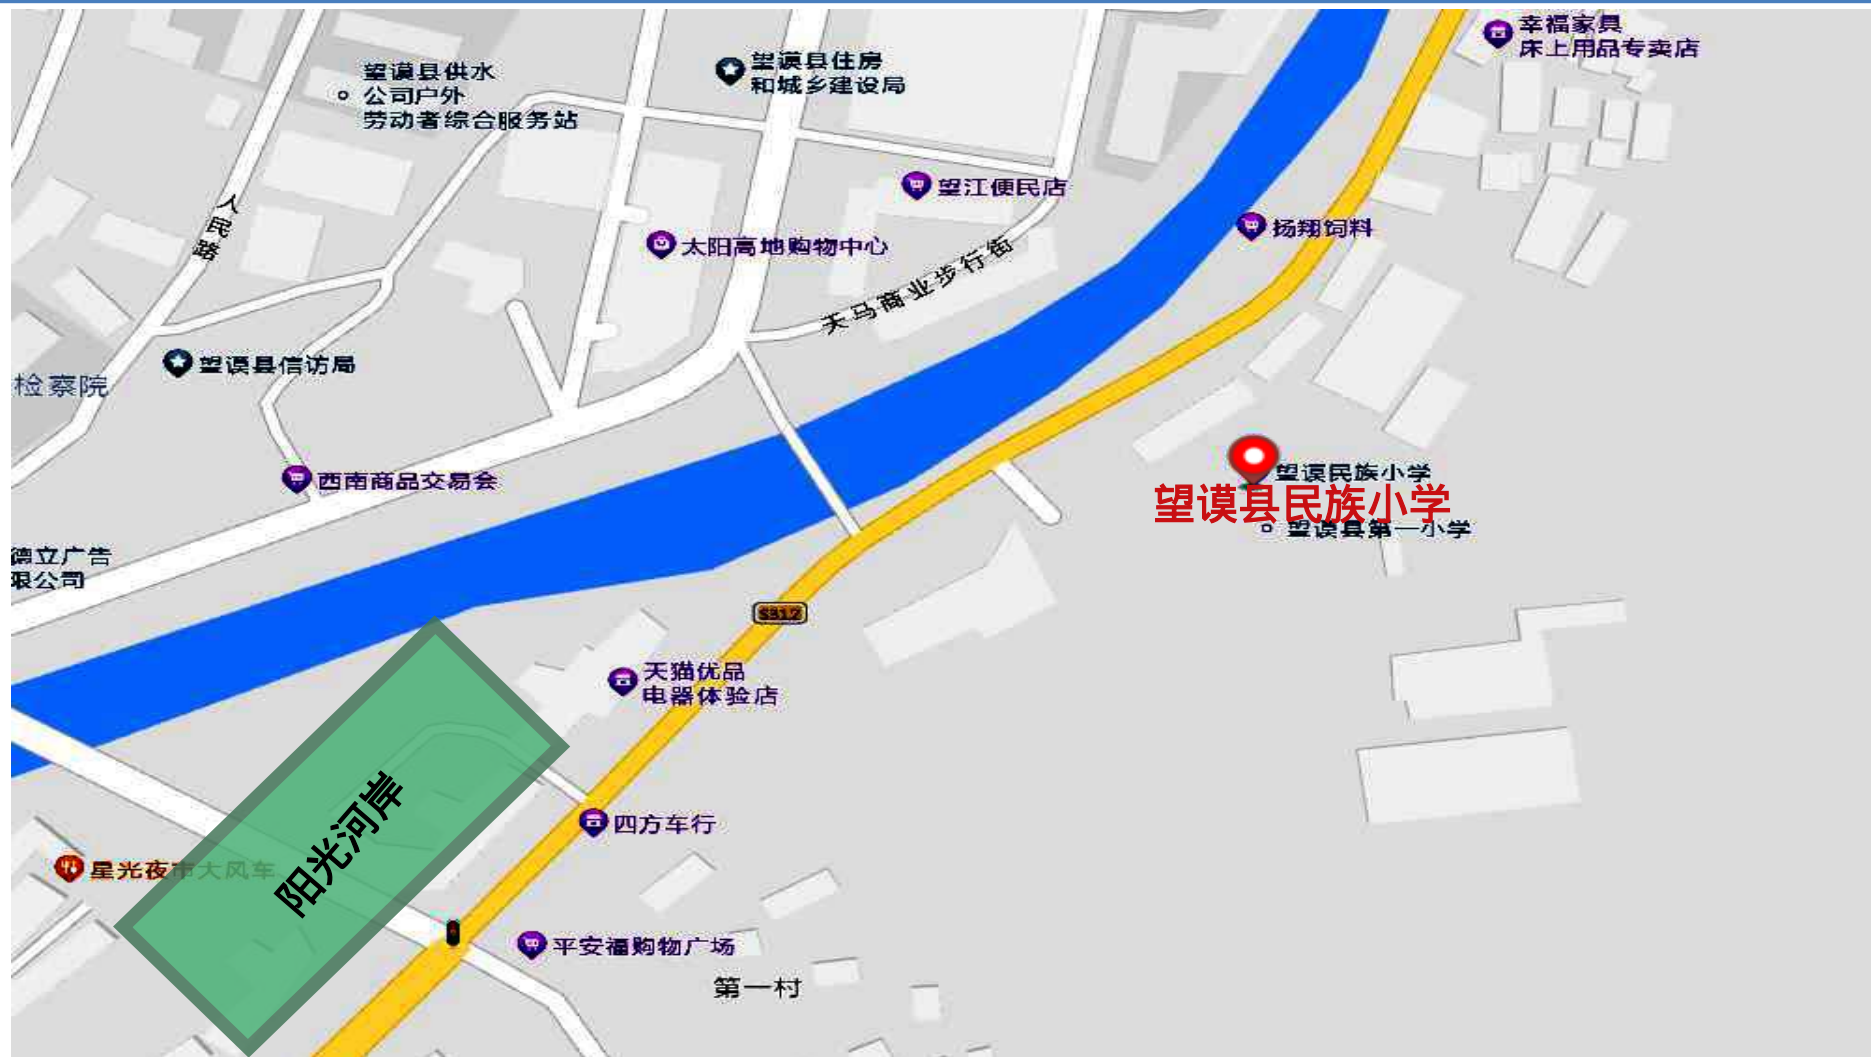 幸福家具
床上用品专卖店
望谟县供水
公司户外
劳动者综合服务站
望谟县住房
和城乡建设局
望江便民店
人民路
太阳高地购物中心
扬翔饲料
天马商业步行街
望谟县信访局
检察院
西南商品交易会
望谟民族小学
望谟县民族小学
望谟县第一小学
德立广告
限公司
S312
天猫优品
电器体验店
四方车行
阳光河岸
星光夜市大风车
平安福购物广场
第一村